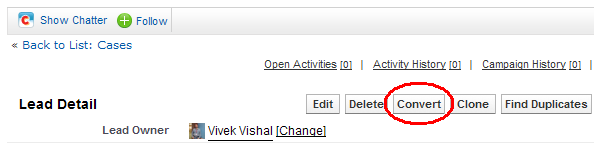 Show Chatter Follow
« Back to List: Cases
Open Activities [0] | Activity History [0] | Campaign History [0] |
Lead Detail Edit Delete Convert Clone Find Duplicates
Lead Owner Vivek Vishal [Change]